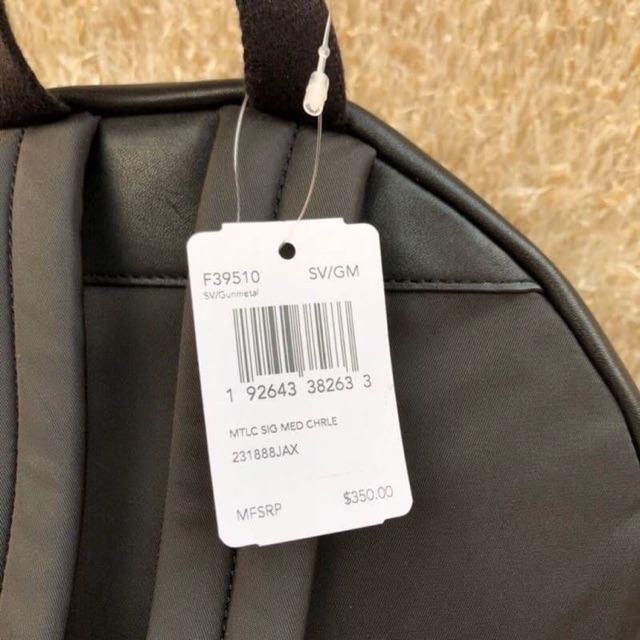 F39510 SV/GM
SV/Gunmetal
1 92643 38263 3
MTLC SIG MED CHRLE
231888JAX
MFSRP $350.00